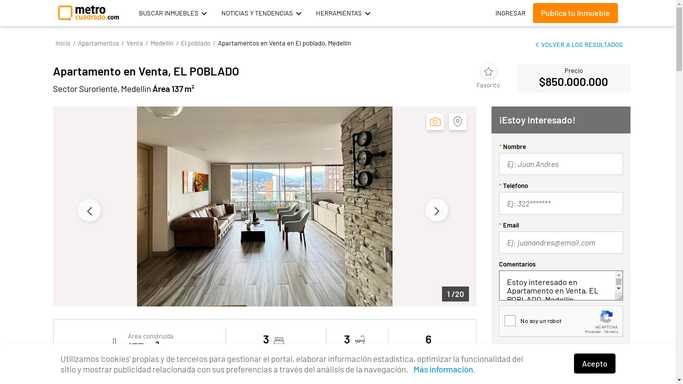 metro
cuadrado.com
BUSCAR INMUEBLES
NOTICIAS Y TENDENCIAS
HERRAMIENTAS
INGRESAR
Publica tu Inmueble
Inicio / Apartamentos / Venta / Medellín / El poblado / Apartamentos en Venta en El poblado, Medellín
VOLVER A LOS RESULTADOS
Apartamento en Venta, EL POBLADO
Sector Suroriente, Medellín Área 137 m²
Favorito
Precio
$850.000.000
¡Estoy Interesado!
* Nombre
Ej: Juan Andres
* Teléfono
Ej: 322*******
* Email
Ej: juanandres@email.com
Comentarios
Estoy interesado en
Apartamento en Venta, EL
POBLADO, Medellín
1 / 20
No soy un robot
reCAPTCHA
Privacidad - Términos
Área construida
3
3
6
Utilizamos 'cookies' propias y de terceros para gestionar el portal, elaborar información estadística, optimizar la funcionalidad del
sitio y mostrar publicidad relacionada con sus preferencias a través del análisis de la navegación. Más información.
Acepto